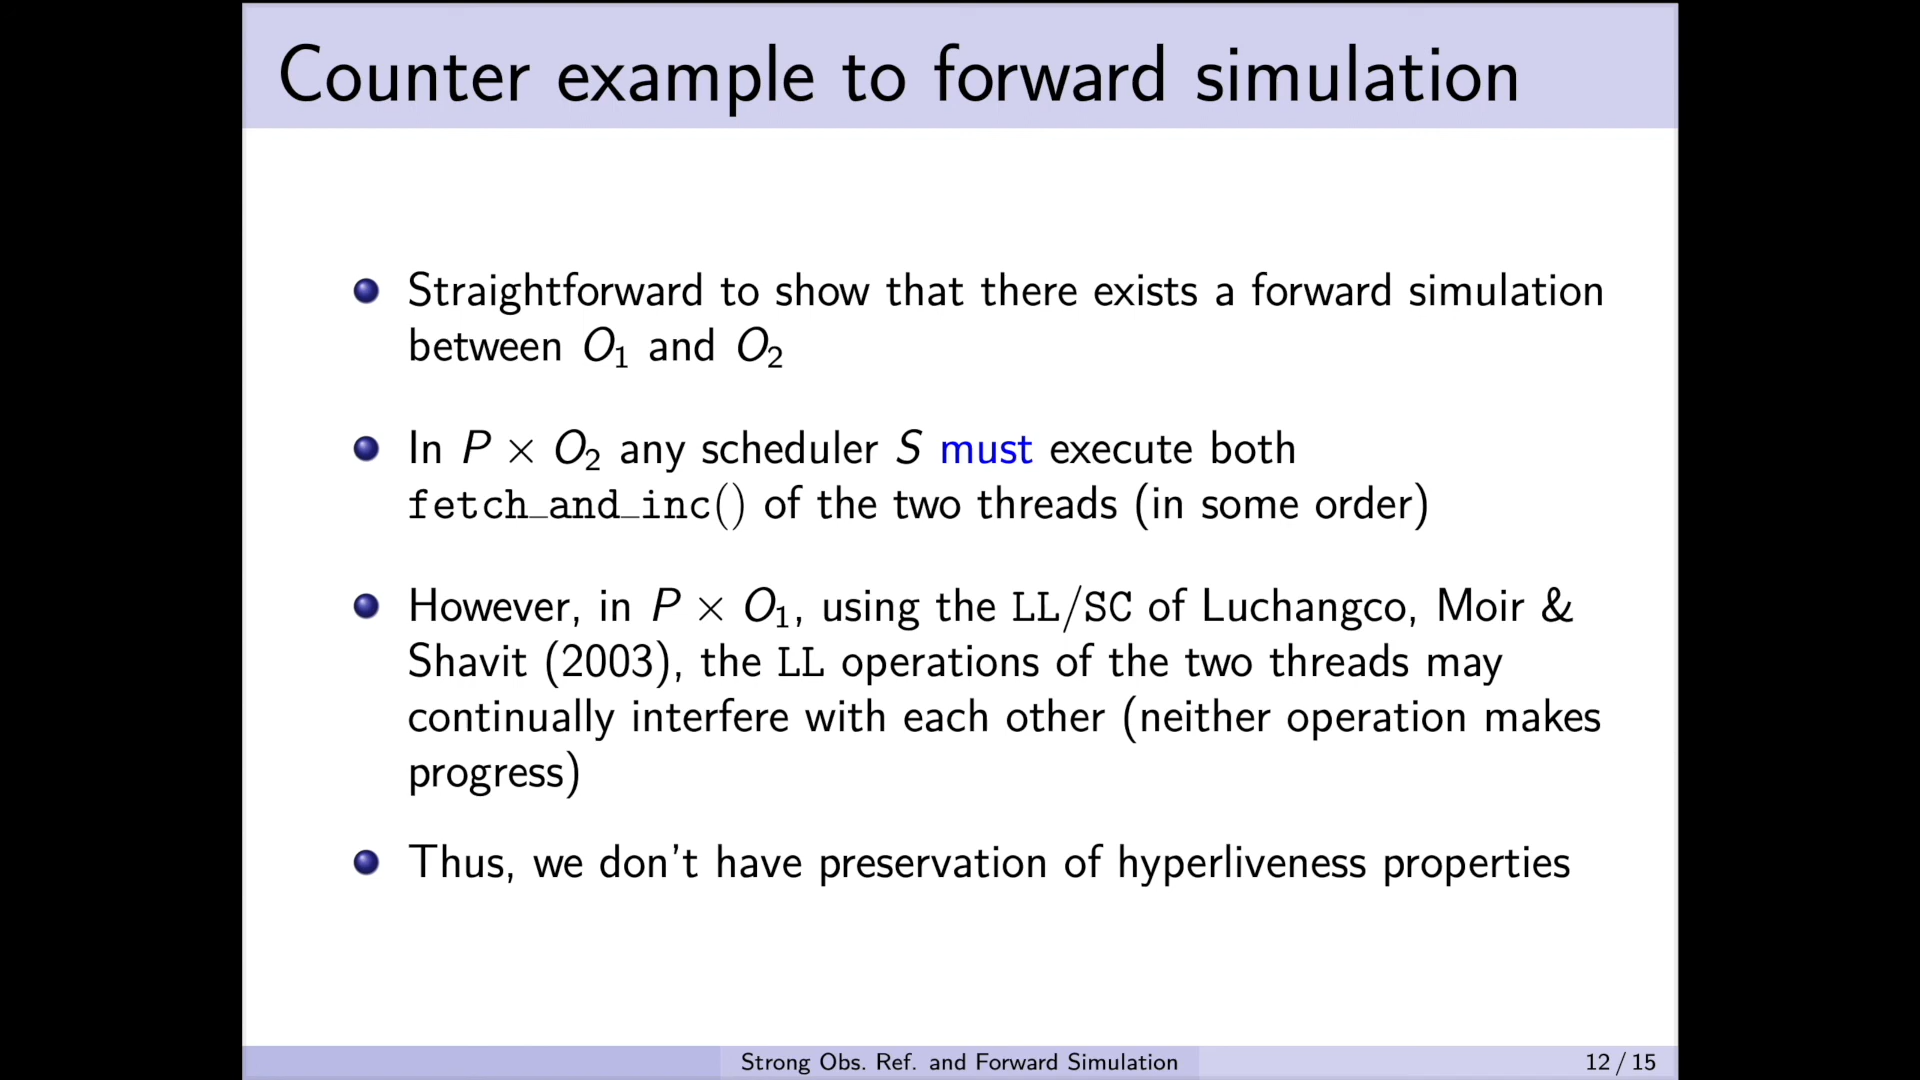 Counter example to forward simulation
Straightforward to show that there exists a forward simulation
between O₁ and O₂
In P × O₂ any scheduler S must execute both
fetch_and_inc() of the two threads (in some order)
However, in P × O₁, using the LL/SC of Luchangco, Moir &
Shavit (2003), the LL operations of the two threads may
continually interfere with each other (neither operation makes
progress)
Thus, we don't have preservation of hyperliveness properties
Strong Obs. Ref. and Forward Simulation
12 / 15